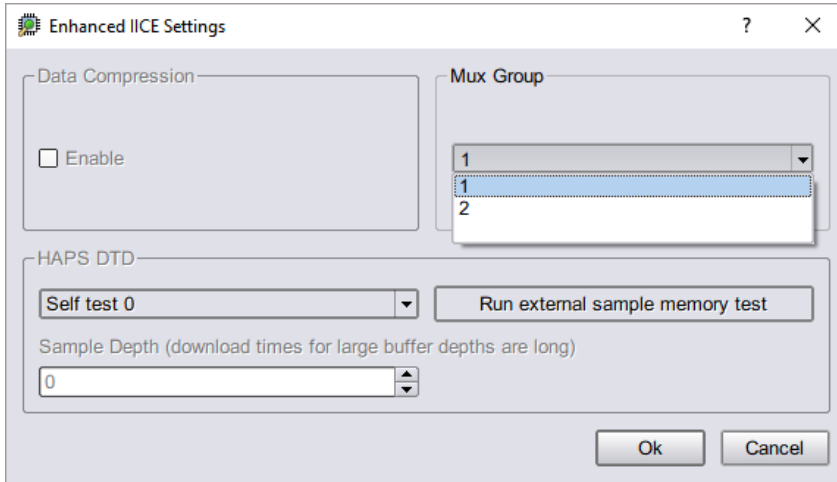 Enhanced IICE Settings
?
Data Compression
Enable
Mux Group
1
1
2
HAPS DTD
Self test 0
Run external sample memory test
Sample Depth (download times for large buffer depths are long)
0
Ok
Cancel